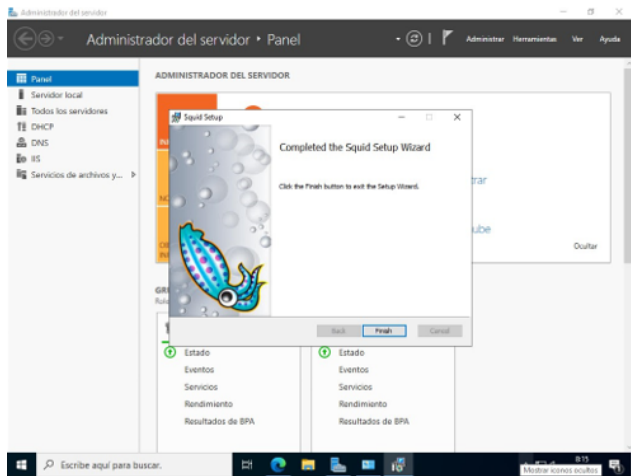 Administrador del servidor
Administrador del servidor • Panel
Administrar Herramientas Ver Ayuda
Panel
Servidor local
Todos los servidores
DHCP
DNS
IIS
Servicios de archivos y...
ADMINISTRADOR DEL SERVIDOR
Squid Setup
Completed the Squid Setup Wizard
Click the Finish button to exit the Setup Wizard.
trar
ube
Ocultar
Back Finish Cancel
Estado
Eventos
Servicios
Rendimiento
Resultados de BPA
Estado
Eventos
Servicios
Rendimiento
Resultados de BPA
Escribe aquí para buscar.
8:15
Mostrar iconos ocultos